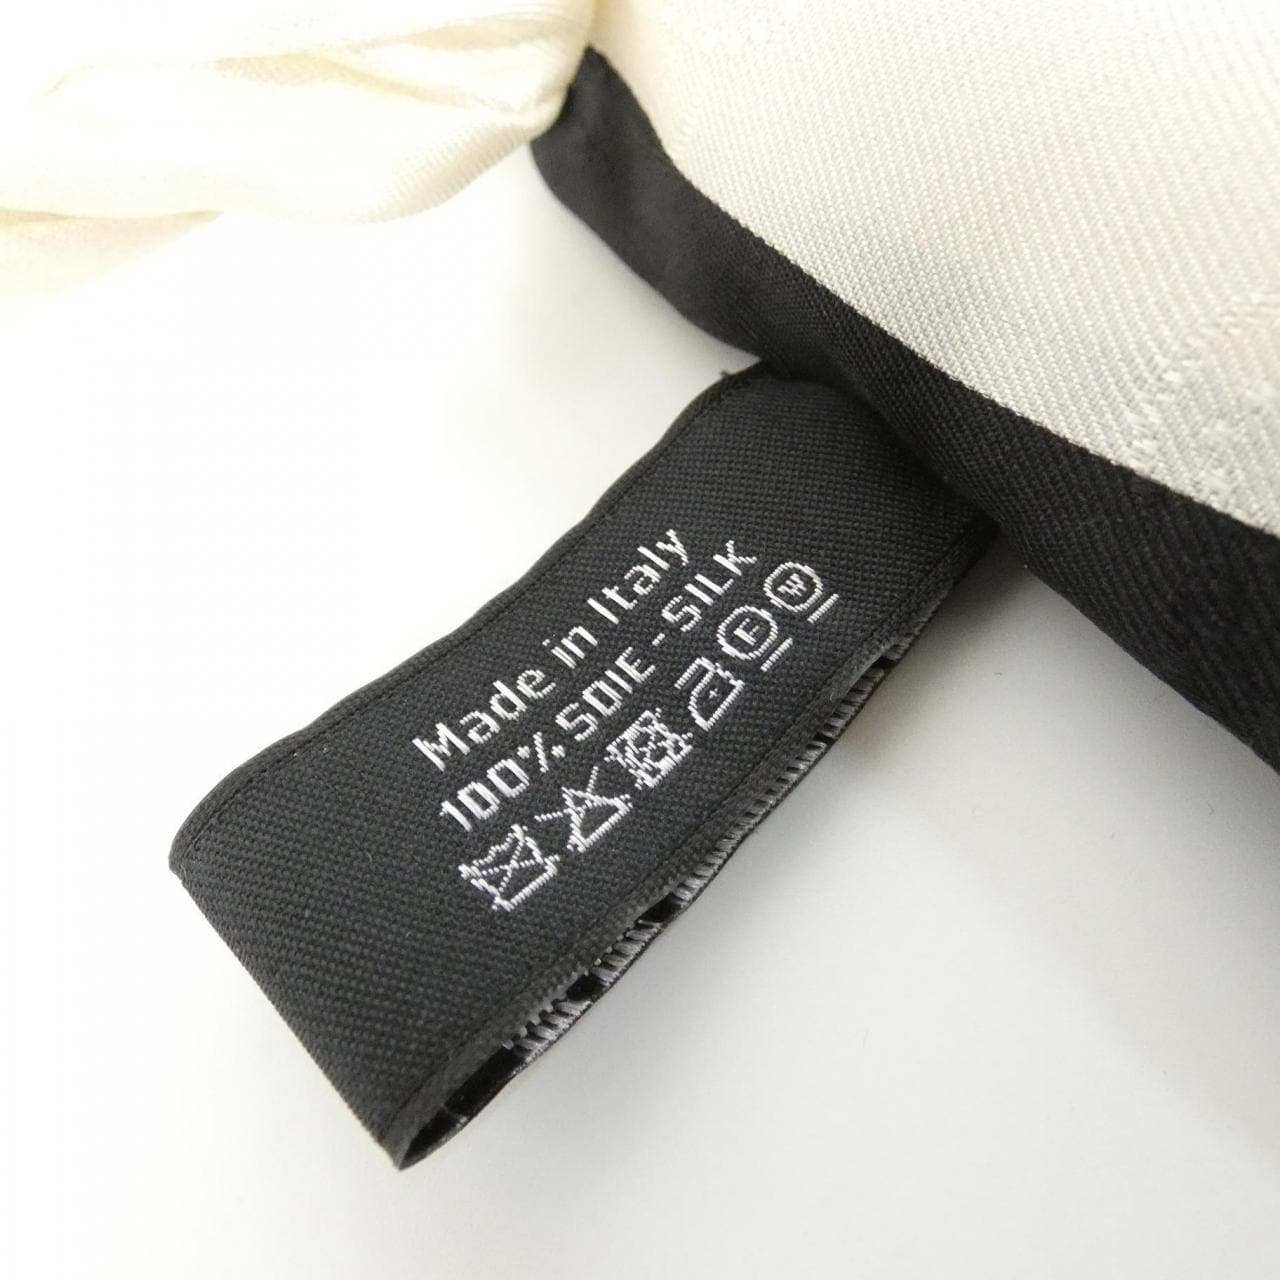 Made in Italy
100% SOIE - SILK
E W